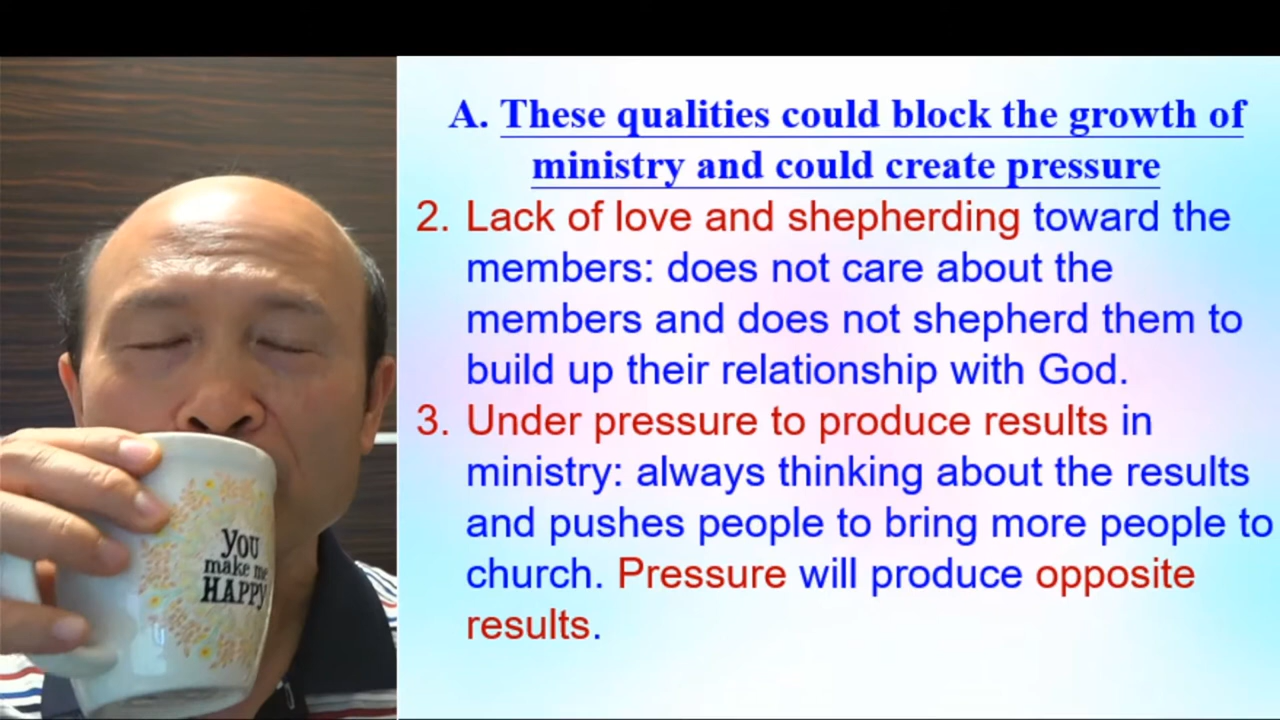 A. These qualities could block the growth of
ministry and could create pressure
2. Lack of love and shepherding toward the
members: does not care about the
members and does not shepherd them to
build up their relationship with God.
3. Under pressure to produce results in
ministry: always thinking about the results
and pushes people to bring more people to
church. Pressure will produce opposite
results.
YOU
make me
HAPPY